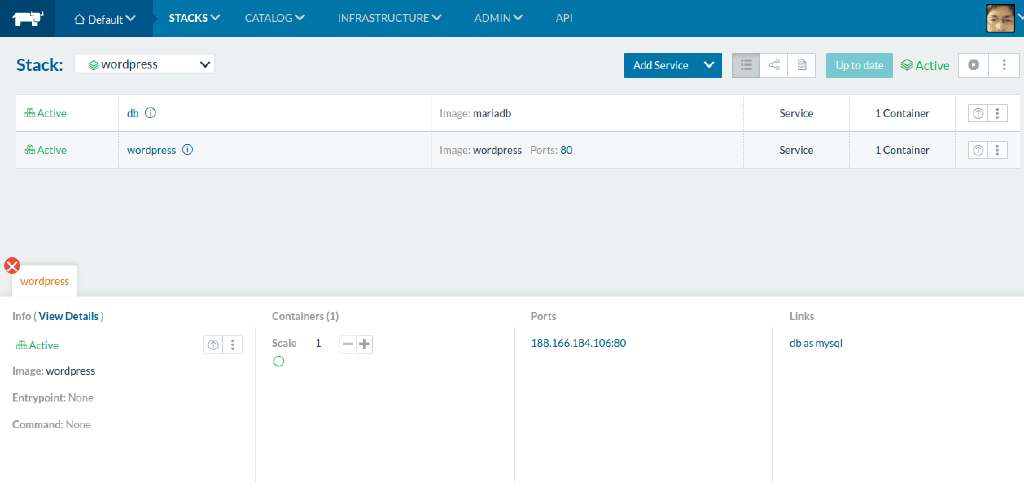 Default STACKS CATALOG INFRASTRUCTURE ADMIN API
Stack: wordpress Add Service Up to date Active
Active db Image: mariadb Service 1 Container
Active wordpress Image: wordpress Ports: 80 Service 1 Container
wordpress
Info ( View Details ) Containers (1) Ports Links
Active Scale 1 188.166.184.106:80 db as mysql
Image: wordpress
Entrypoint: None
Command: None